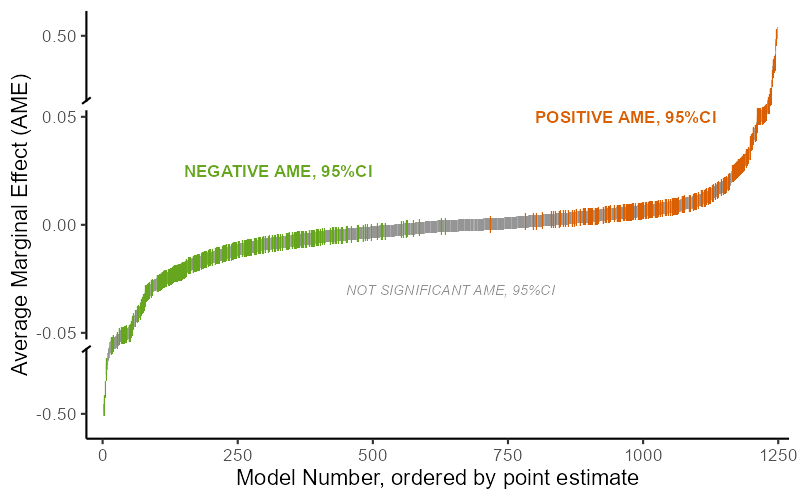 Average Marginal Effect (AME)
0.50
0.05
0.00
-0.05
-0.50
POSITIVE AME, 95%CI
NEGATIVE AME, 95%CI
NOT SIGNIFICANT AME, 95%CI
0 250 500 750 1000 1250
Model Number, ordered by point estimate